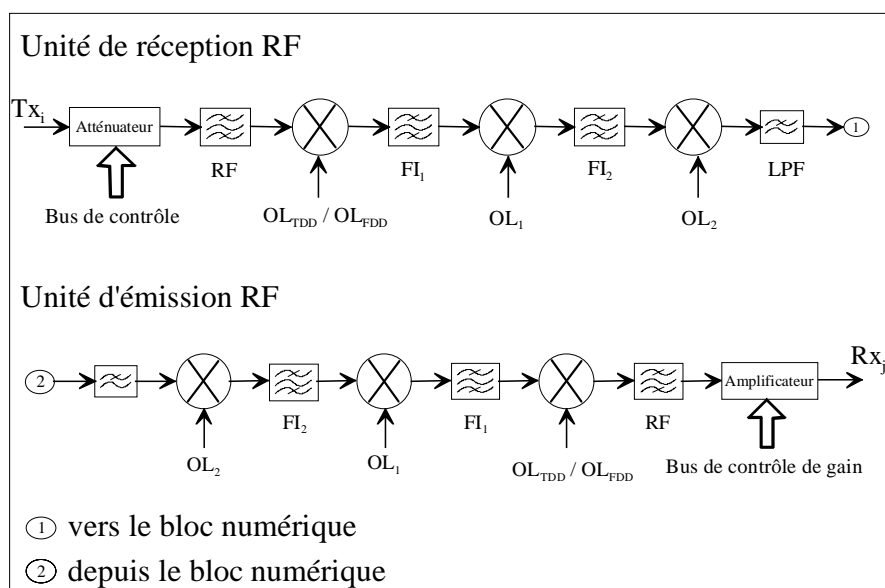 Unité de réception RF
Tx_i
Atténuateur
RF
FI_1
FI_2
LPF
1
Bus de contrôle
OL_TDD / OL_FDD
OL_1
OL_2
Unité d'émission RF
2
Amplificateur
Rx_j
FI_2
FI_1
RF
OL_2
OL_1
OL_TDD / OL_FDD
Bus de contrôle de gain
1 vers le bloc numérique
2 depuis le bloc numérique